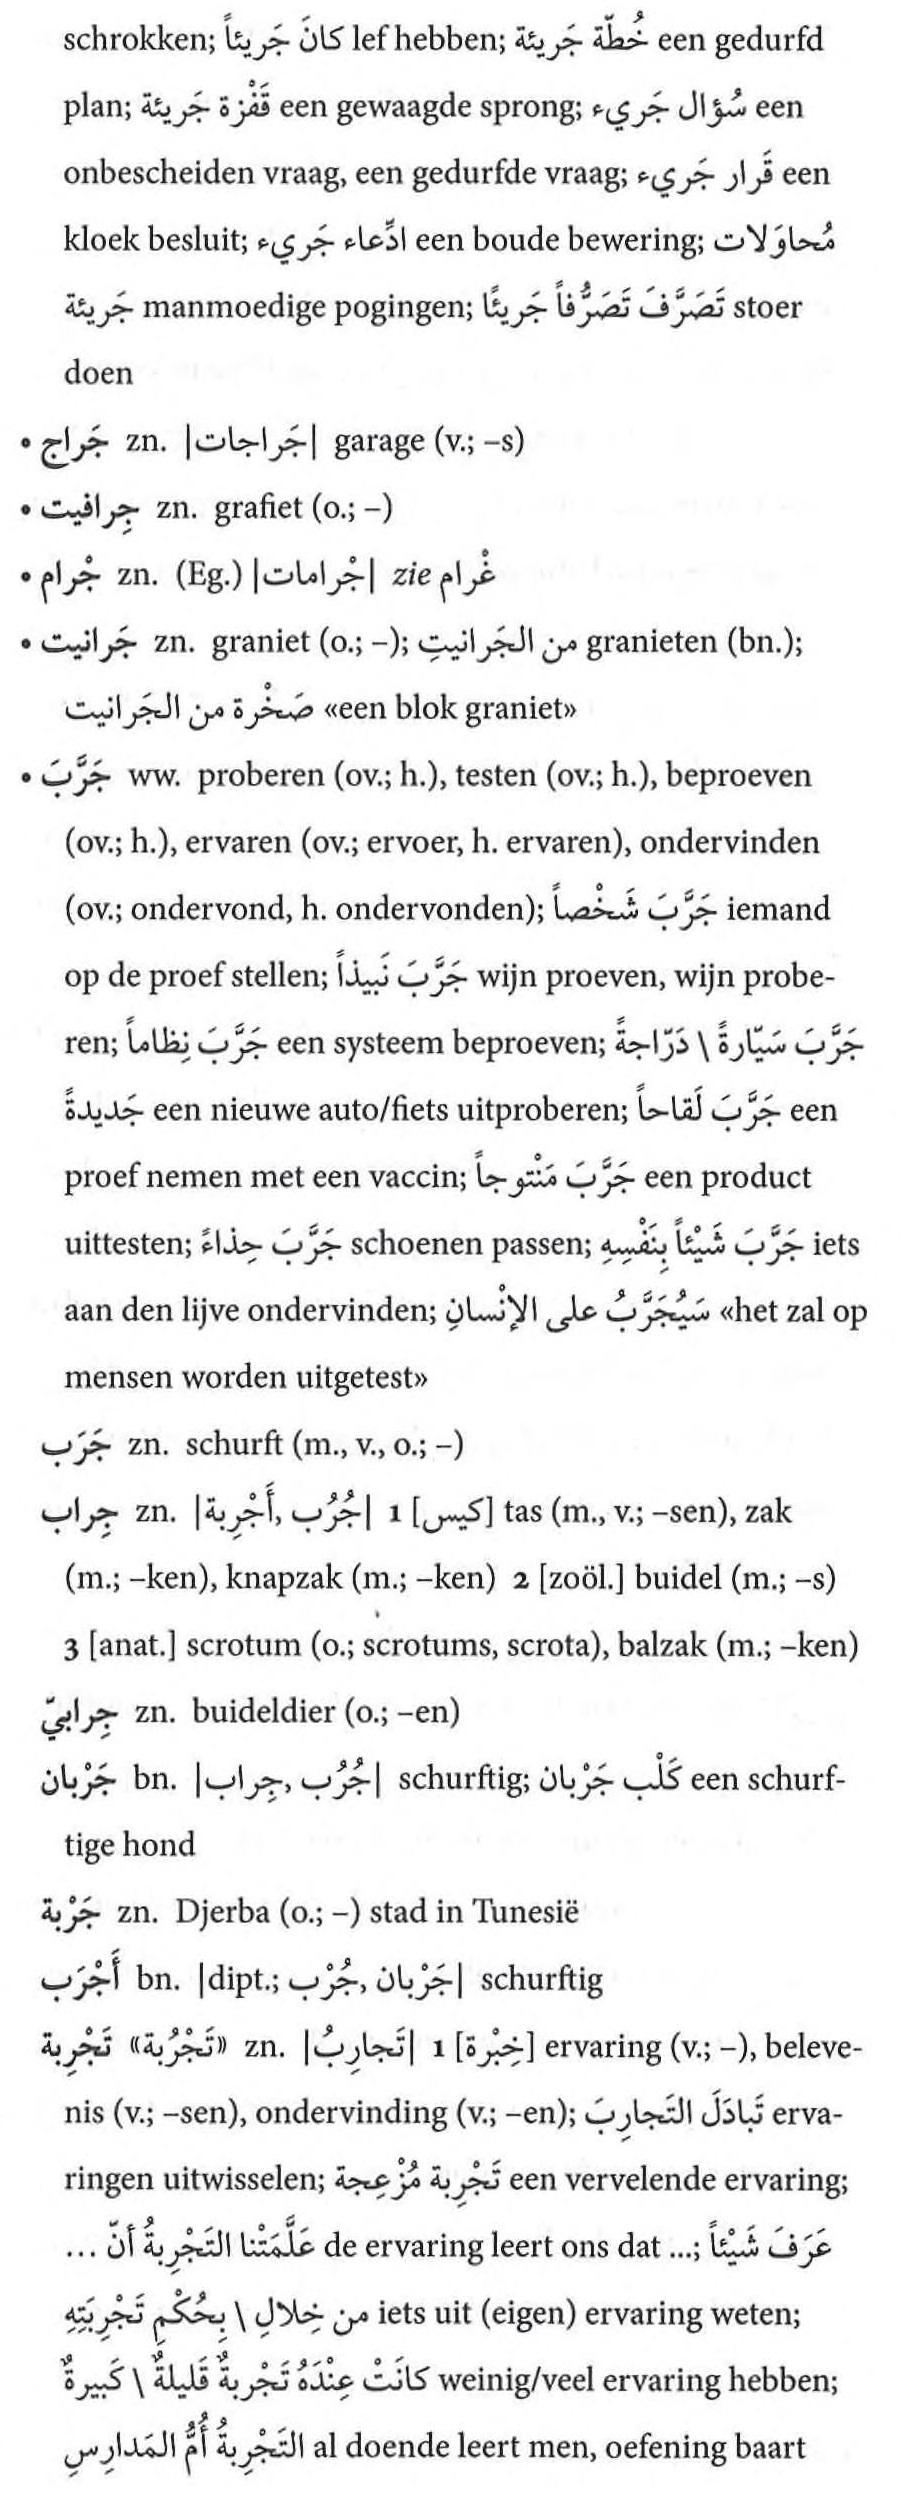 schrokken; كانَ جَريئاً lef hebben; خُطّة جَريئة een gedurfd
plan; قَفْزة جَريئة een gewaagde sprong; سُؤال جَريء een
onbescheiden vraag, een gedurfde vraag; قَرار جَريء een
kloek besluit; ادِّعاء جَريء een boude bewering; مُحاوَلات
جَريئة manmoedige pogingen; تَصَرَّفَ تَصَرُّفاً جَريئًا stoer
doen
• جَراج zn. |جَراجات| garage (v.; –s)
• جِرافيت zn. grafiet (o.; –)
• جْرام zn. (Eg.) |جْرامات| zie غْرام
• جَرانيت zn. graniet (o.; –); من الجَرانيتِ granieten (bn.);
صَخْرة من الجَرانيت «een blok graniet»
• جَرَّبَ ww. proberen (ov.; h.), testen (ov.; h.), beproeven
(ov.; h.), ervaren (ov.; ervoer, h. ervaren), ondervinden
(ov.; ondervond, h. ondervonden); جَرَّبَ شَخْصاً iemand
op de proef stellen; جَرَّبَ نَبيذاً wijn proeven, wijn probe-
ren; جَرَّبَ نِظاماً een systeem beproeven; جَرَّبَ سَيّارةً \ دَرّاجةً
جَديدةً een nieuwe auto/fiets uitproberen; جَرَّبَ لَقاحاً een
proef nemen met een vaccin; جَرَّبَ مَنْتوجاً een product
uittesten; جَرَّبَ حِذاءً schoenen passen; جَرَّبَ شَيْئاً بِنَفْسِهِ iets
aan den lijve ondervinden; سَيُجَرَّبُ على الإنْسانِ «het zal op
mensen worden uitgetest»
جَرَب zn. schurft (m., v., o.; –)
جِراب zn. |جُرُب, أَجْرِبة| 1 [كيس] tas (m., v.; –sen), zak
(m.; –ken), knapzak (m.; –ken) 2 [zoöl.] buidel (m.; –s)
3 [anat.] scrotum (o.; scrotums, scrota), balzak (m.; –ken)
جِرابيّ zn. buideldier (o.; –en)
جَرْبان bn. |جُرُب, جِراب| schurftig; كَلْب جَرْبان een schurf-
tige hond
جَرْبة zn. Djerba (o.; –) stad in Tunesië
أَجْرَب bn. |dipt.; جَرْبان, جُرْب| schurftig
تَجْرِبة «تَجْرُبة» zn. |تَجارِبُ| 1 [خِبْرة] ervaring (v.; –), beleve-
nis (v.; –sen), ondervinding (v.; –en); تَبادَلَ التَجارِبَ erva-
ringen uitwisselen; تَجْرِبة مُزْعِجة een vervelende ervaring;
عَلَّمَتْنا التَجْرِبةُ أنّ ... de ervaring leert ons dat ...; عَرَفَ شَيْئاً
من خِلالِ \ بِحُكْمِ تَجْرِبَتِهِ iets uit (eigen) ervaring weten;
كانَتْ عِنْدَهُ تَجْرِبةٌ قَليلةٌ \ كَبيرةٌ weinig/veel ervaring hebben;
التَجْرِبةُ أُمُّ المَدارِسِ al doende leert men, oefening baart